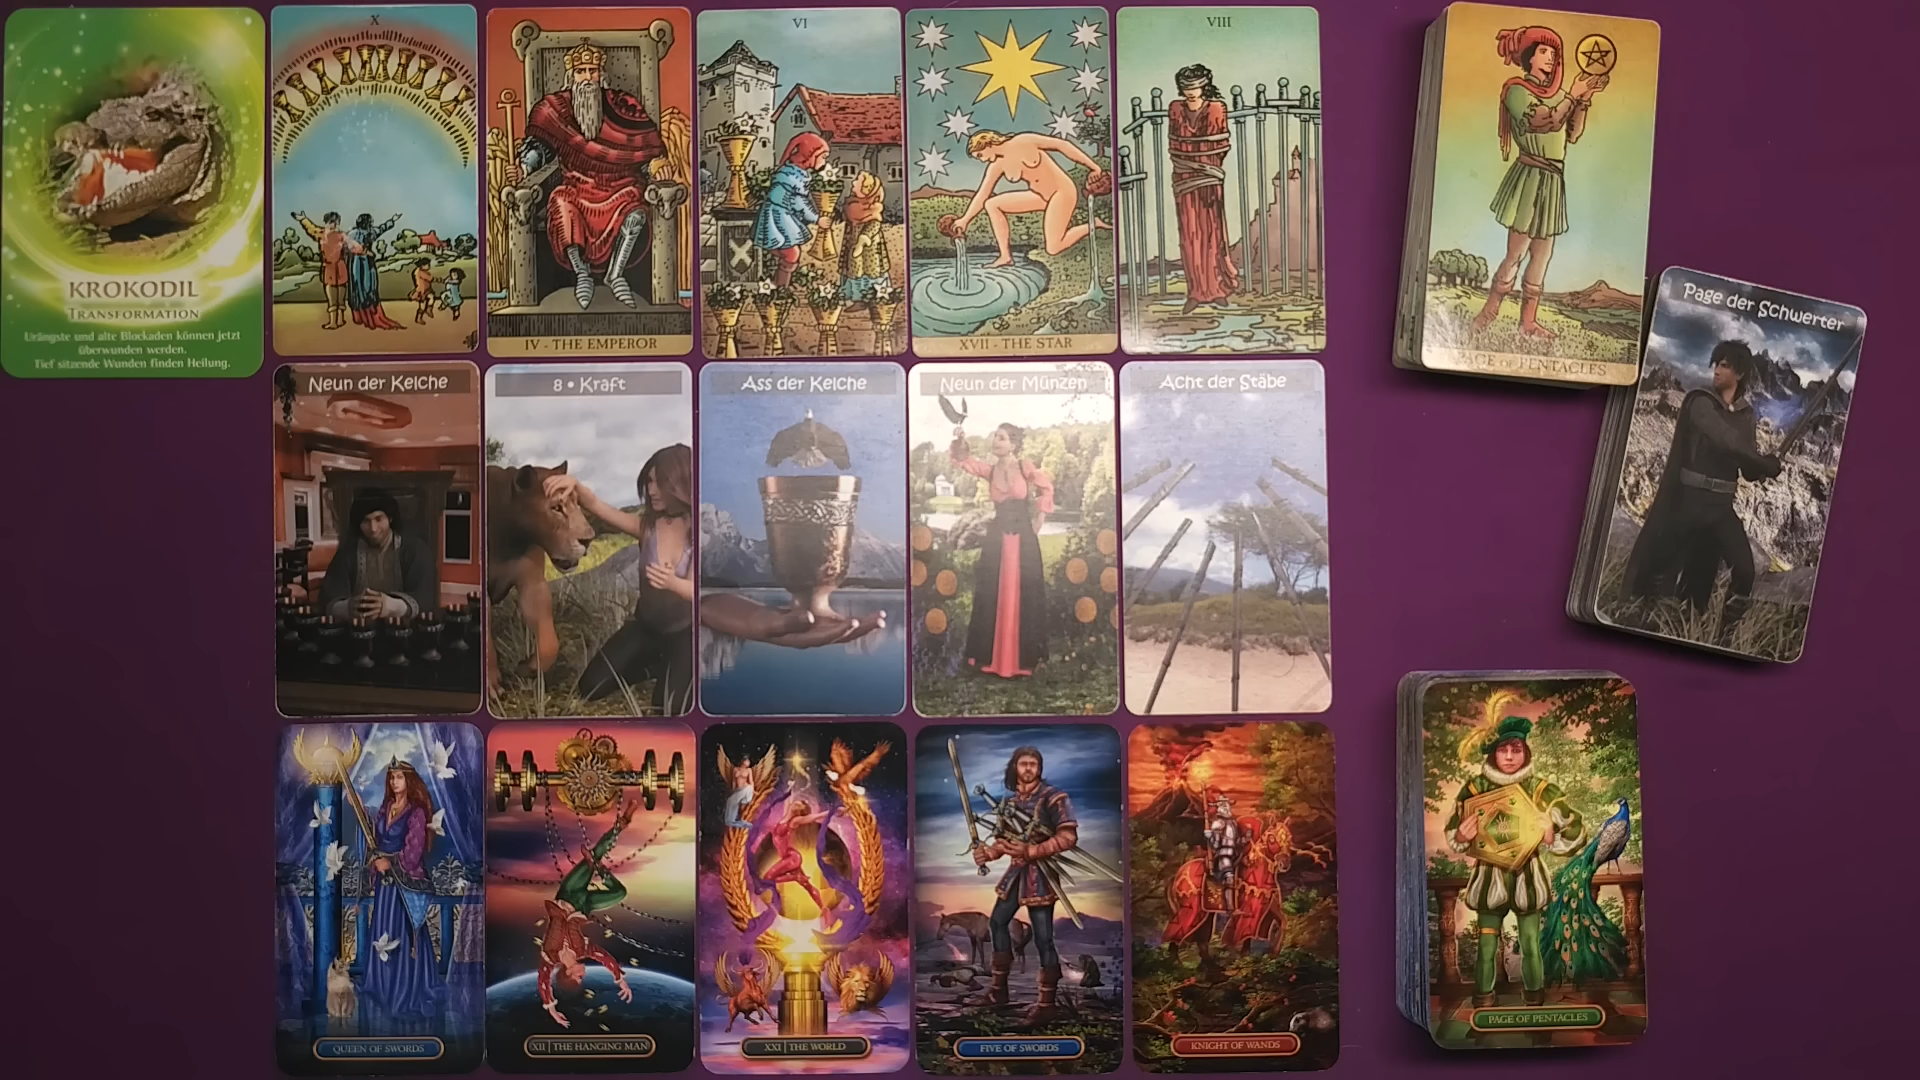 KROKODIL
TRANSFORMATION
Urängste und alte Blockaden können jetzt
überwunden werden.
Tief sitzende Wunden finden Heilung.
X
IV - THE EMPEROR
VI
XVII - THE STAR
VIII
PAGE OF PENTACLES
Page der Schwerter
Neun der Kelche
8 • Kraft
Ass der Kelche
Neun der Münzen
Acht der Stäbe
QUEEN OF SWORDS
XII | THE HANGING MAN
XXI | THE WORLD
FIVE OF SWORDS
KNIGHT OF WANDS
PAGE OF PENTACLES